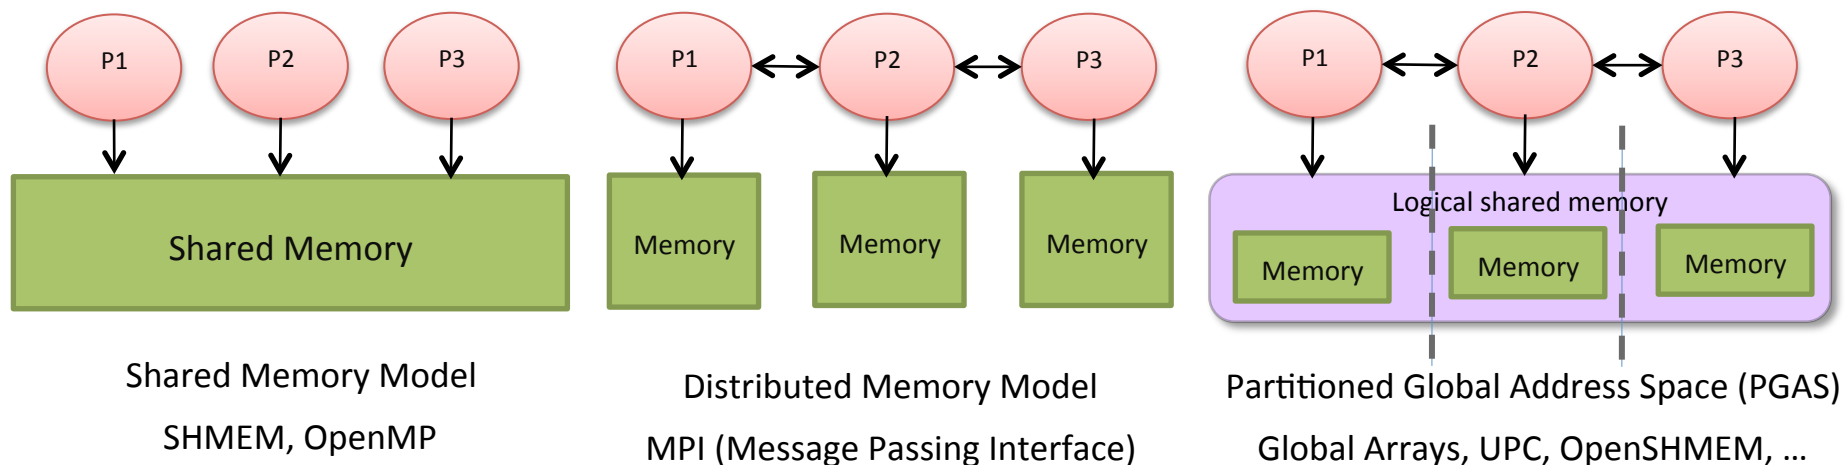 P1
P2
P3
Shared Memory
Shared Memory Model
SHMEM, OpenMP
P1
P2
P3
Memory
Memory
Memory
Distributed Memory Model
MPI (Message Passing Interface)
P1
P2
P3
Logical shared memory
Memory
Memory
Memory
Partitioned Global Address Space (PGAS)
Global Arrays, UPC, OpenSHMEM, ...